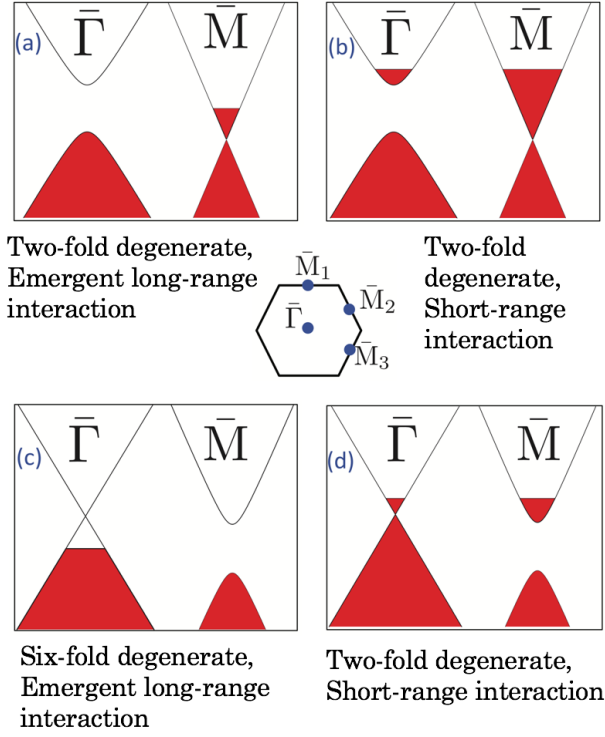 (a)
Γ̄
M̄
(b)
Γ̄
M̄
Two-fold degenerate,
Emergent long-range
interaction
Two-fold
degenerate,
Short-range
interaction
M̄₁
M̄₂
Γ̄
M̄₃
(c)
Γ̄
M̄
(d)
Γ̄
M̄
Six-fold degenerate,
Emergent long-range
interaction
Two-fold degenerate,
Short-range interaction